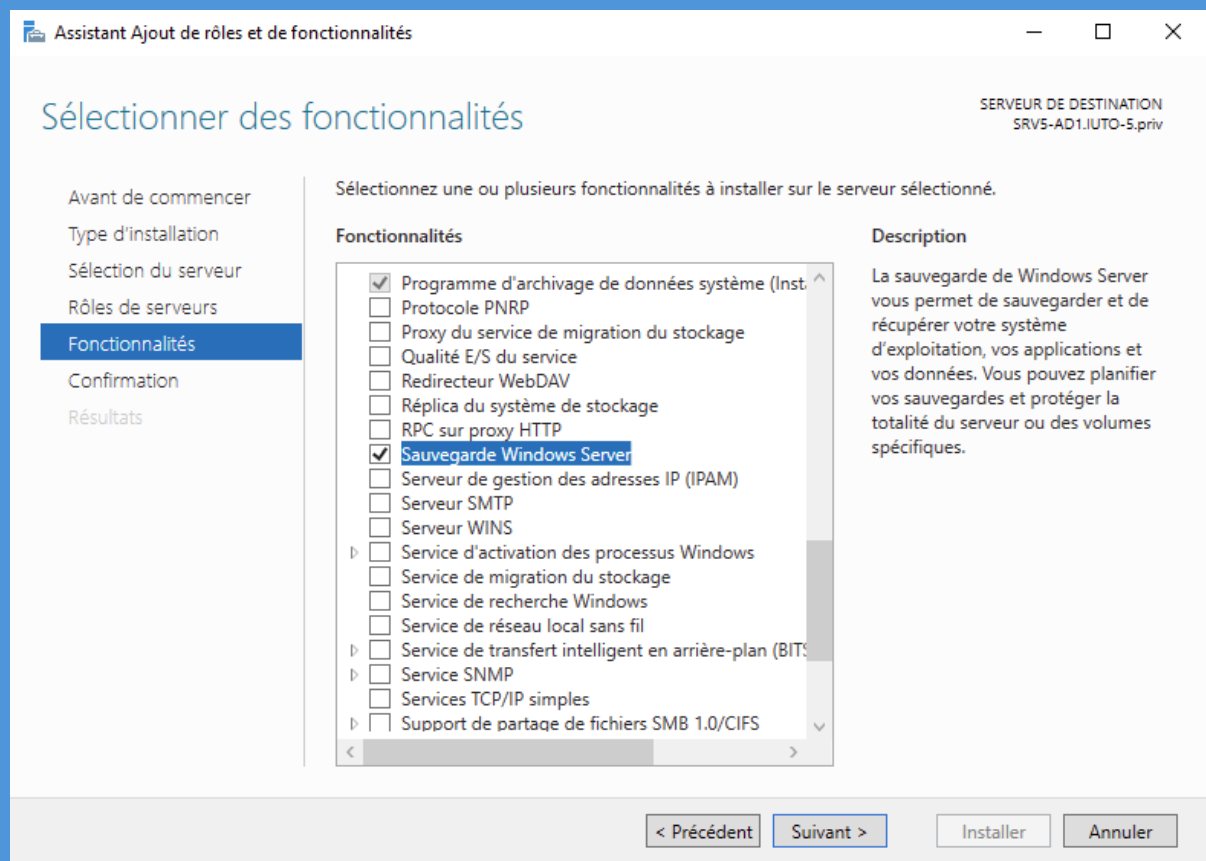 Assistant Ajout de rôles et de fonctionnalités
Sélectionner des fonctionnalités
SERVEUR DE DESTINATION
SRV5-AD1.IUTO-5.priv
Avant de commencer
Type d'installation
Sélection du serveur
Rôles de serveurs
Fonctionnalités
Confirmation
Résultats
Sélectionnez une ou plusieurs fonctionnalités à installer sur le serveur sélectionné.
Fonctionnalités
Programme d'archivage de données système (Inst
Protocole PNRP
Proxy du service de migration du stockage
Qualité E/S du service
Redirecteur WebDAV
Réplica du système de stockage
RPC sur proxy HTTP
Sauvegarde Windows Server
Serveur de gestion des adresses IP (IPAM)
Serveur SMTP
Serveur WINS
Service d'activation des processus Windows
Service de migration du stockage
Service de recherche Windows
Service de réseau local sans fil
Service de transfert intelligent en arrière-plan (BITS
Service SNMP
Services TCP/IP simples
Support de partage de fichiers SMB 1.0/CIFS
Description
La sauvegarde de Windows Server
vous permet de sauvegarder et de
récupérer votre système
d'exploitation, vos applications et
vos données. Vous pouvez planifier
vos sauvegardes et protéger la
totalité du serveur ou des volumes
spécifiques.
< Précédent
Suivant >
Installer
Annuler